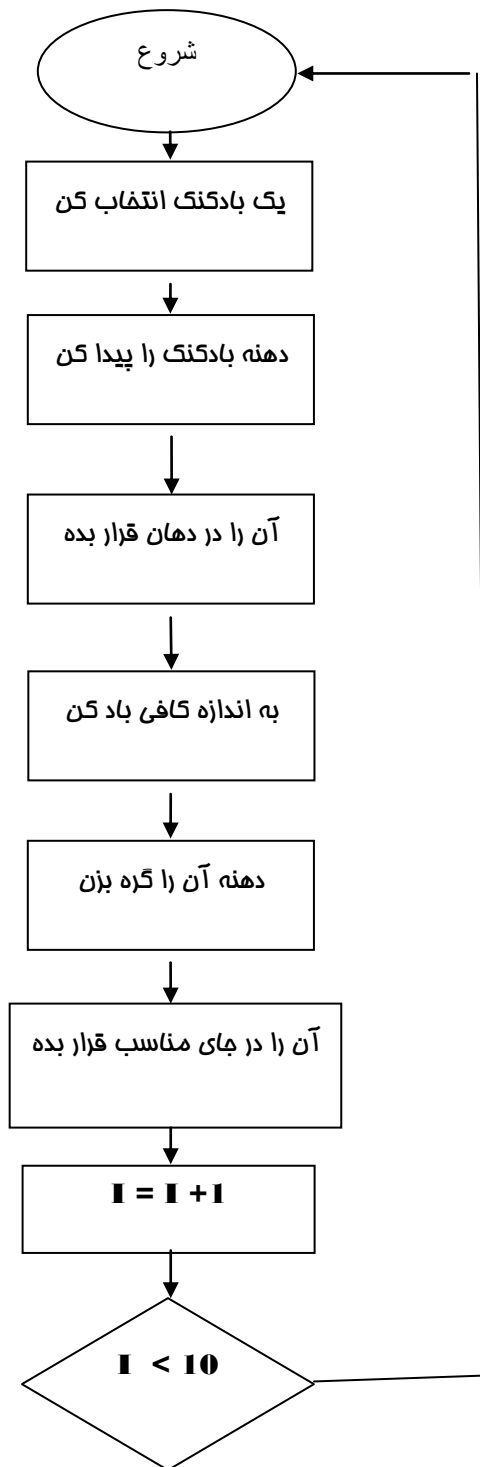 شروع
یک بادکنک انتخاب کن
دهنه بادکنک را پیدا کن
آن را در دهان قرار بده
به اندازه کافی باد کن
دهنه آن را گره بزن
آن را در جای مناسب قرار بده
I = I +1
I < 10